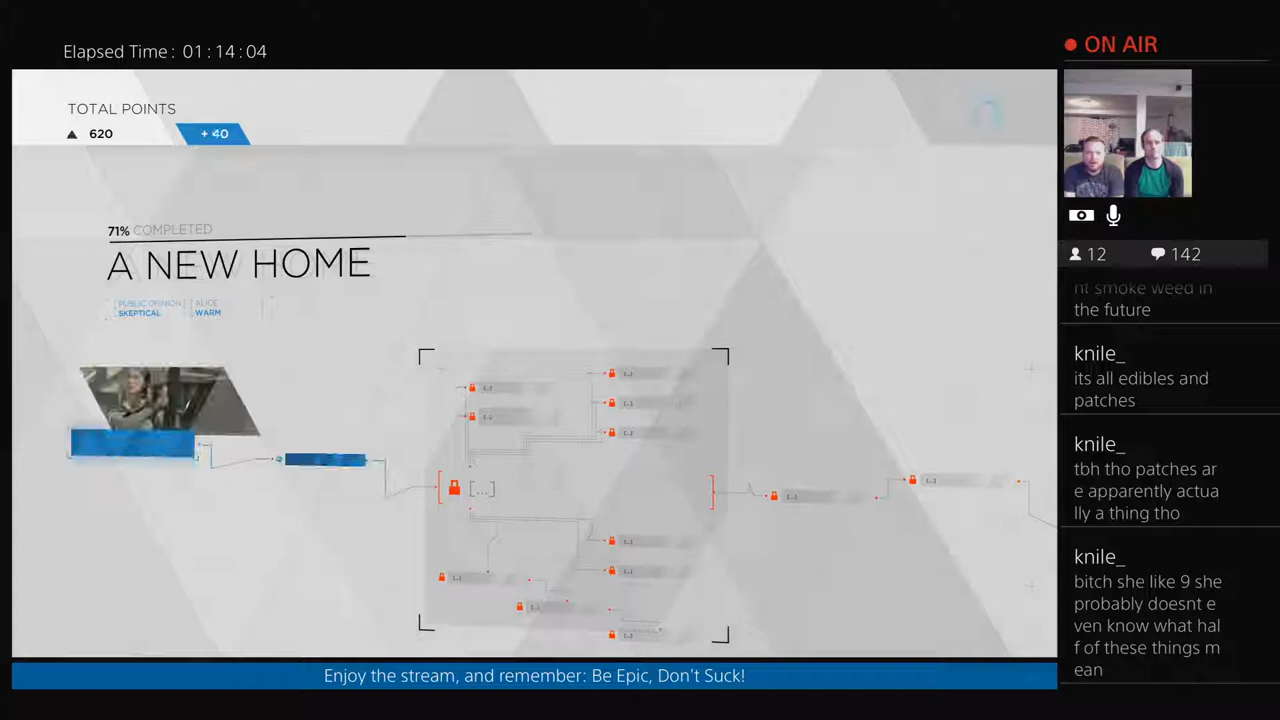 Elapsed Time: 01:14:04
ON AIR
TOTAL POINTS
620
+ 40
12
142
nt smoke weed in
the future
71% COMPLETED
A NEW HOME
PUBLIC OPINION
SKEPTICAL
ALICE
WARM
knile_
its all edibles and
patches
knile_
tbh tho patches ar
e apparently actua
lly a thing tho
knile_
bitch she like 9 she
probably doesnt e
ven know what hal
f of these things m
ean
[...]
[...]
[...]
[...]
[...]
[...]
[...]
[...]
[...]
[...]
[...]
[...]
[...]
Enjoy the stream, and remember: Be Epic, Don't Suck!